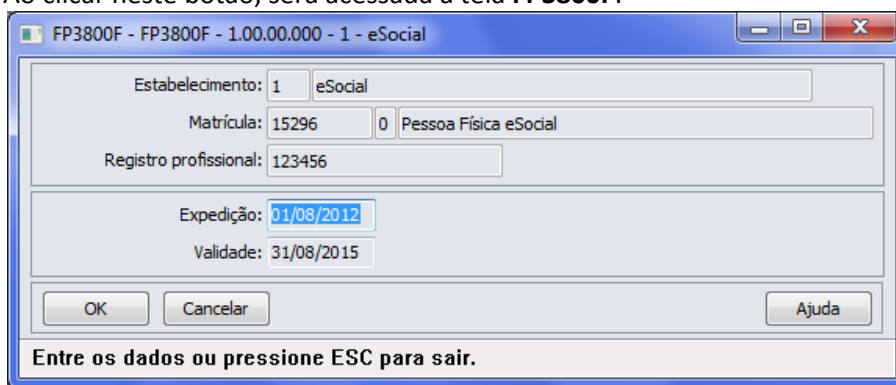 Ao clicar neste botão, será acessada a tela FP3800F:
FP3800F - FP3800F - 1.00.00.000 - 1 - eSocial
Estabelecimento: 1 eSocial
Matrícula: 15296 0 Pessoa Física eSocial
Registro profissional: 123456
Expedição: 01/08/2012
Validade: 31/08/2015
OK Cancelar Ajuda
Entre os dados ou pressione ESC para sair.